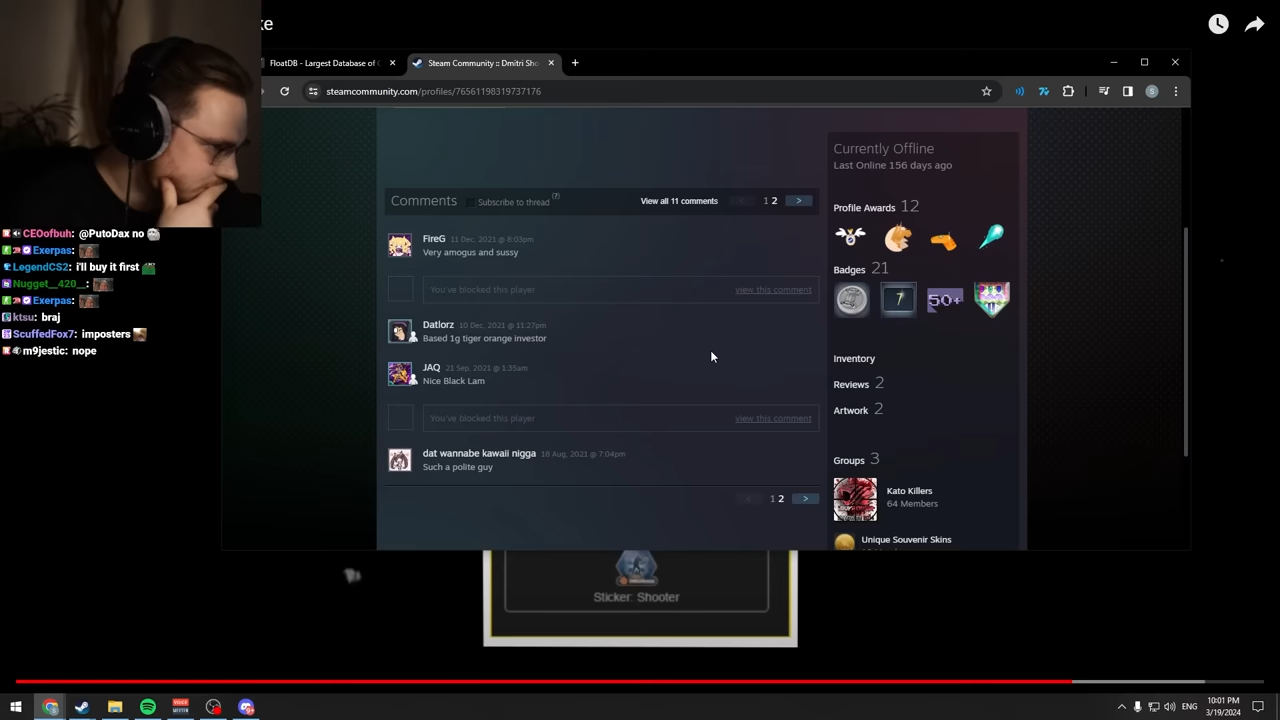 ke
FloatDB - Largest Database of C
Steam Community :: Dmitri Sho
steamcommunity.com/profiles/76561198319737176
S
Currently Offline
Last Online 156 days ago
Comments Subscribe to thread (?) View all 11 comments < 1 2 >
Profile Awards 12
FireG 11 Dec, 2021 @ 8:03pm
Very amogus and sussy
You've blocked this player view this comment
Badges 21
50+
Datlorz 10 Dec, 2021 @ 11:27pm
Based 1g tiger orange investor
JAQ 21 Sep, 2021 @ 1:35am
Nice Black Lam
You've blocked this player view this comment
dat wannabe kawaii nigga 18 Aug, 2021 @ 7:04pm
Such a polite guy
< 1 2 >
Inventory
Reviews 2
Artwork 2
Groups 3
Kato Killers
64 Members
Unique Souvenir Skins
CEOofbuh: @PutoDax no
Exerpas:
LegendCS2: i'll buy it first
Nugget__420__:
Exerpas:
ktsu: braj
ScuffedFox7: imposters
m9jestic: nope
Sticker: Shooter
ENG
10:01 PM
3/19/2024